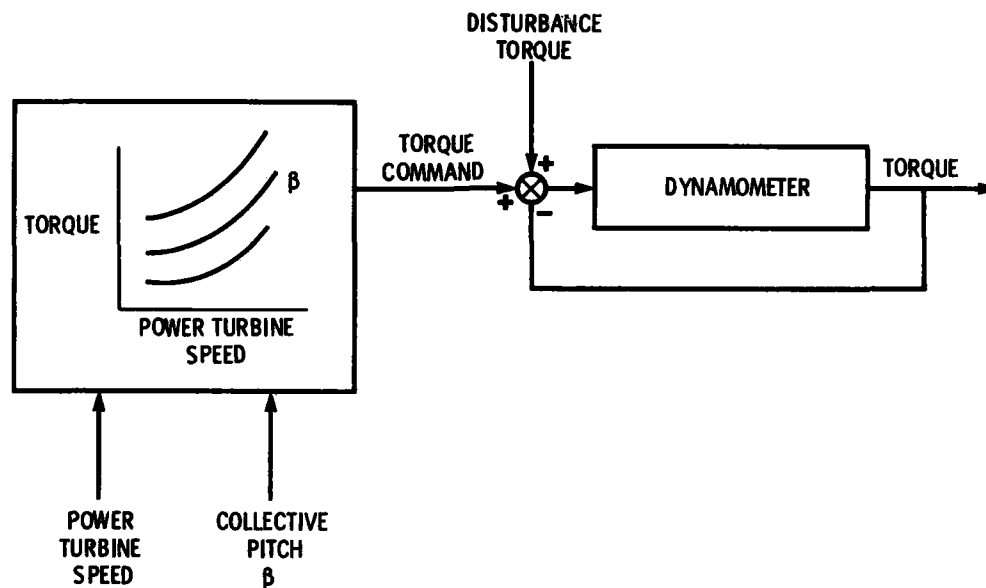 DISTURBANCE
TORQUE
TORQUE
COMMAND
+
+
−
DYNAMOMETER
TORQUE
TORQUE
β
POWER TURBINE
SPEED
POWER
TURBINE
SPEED
COLLECTIVE
PITCH
β